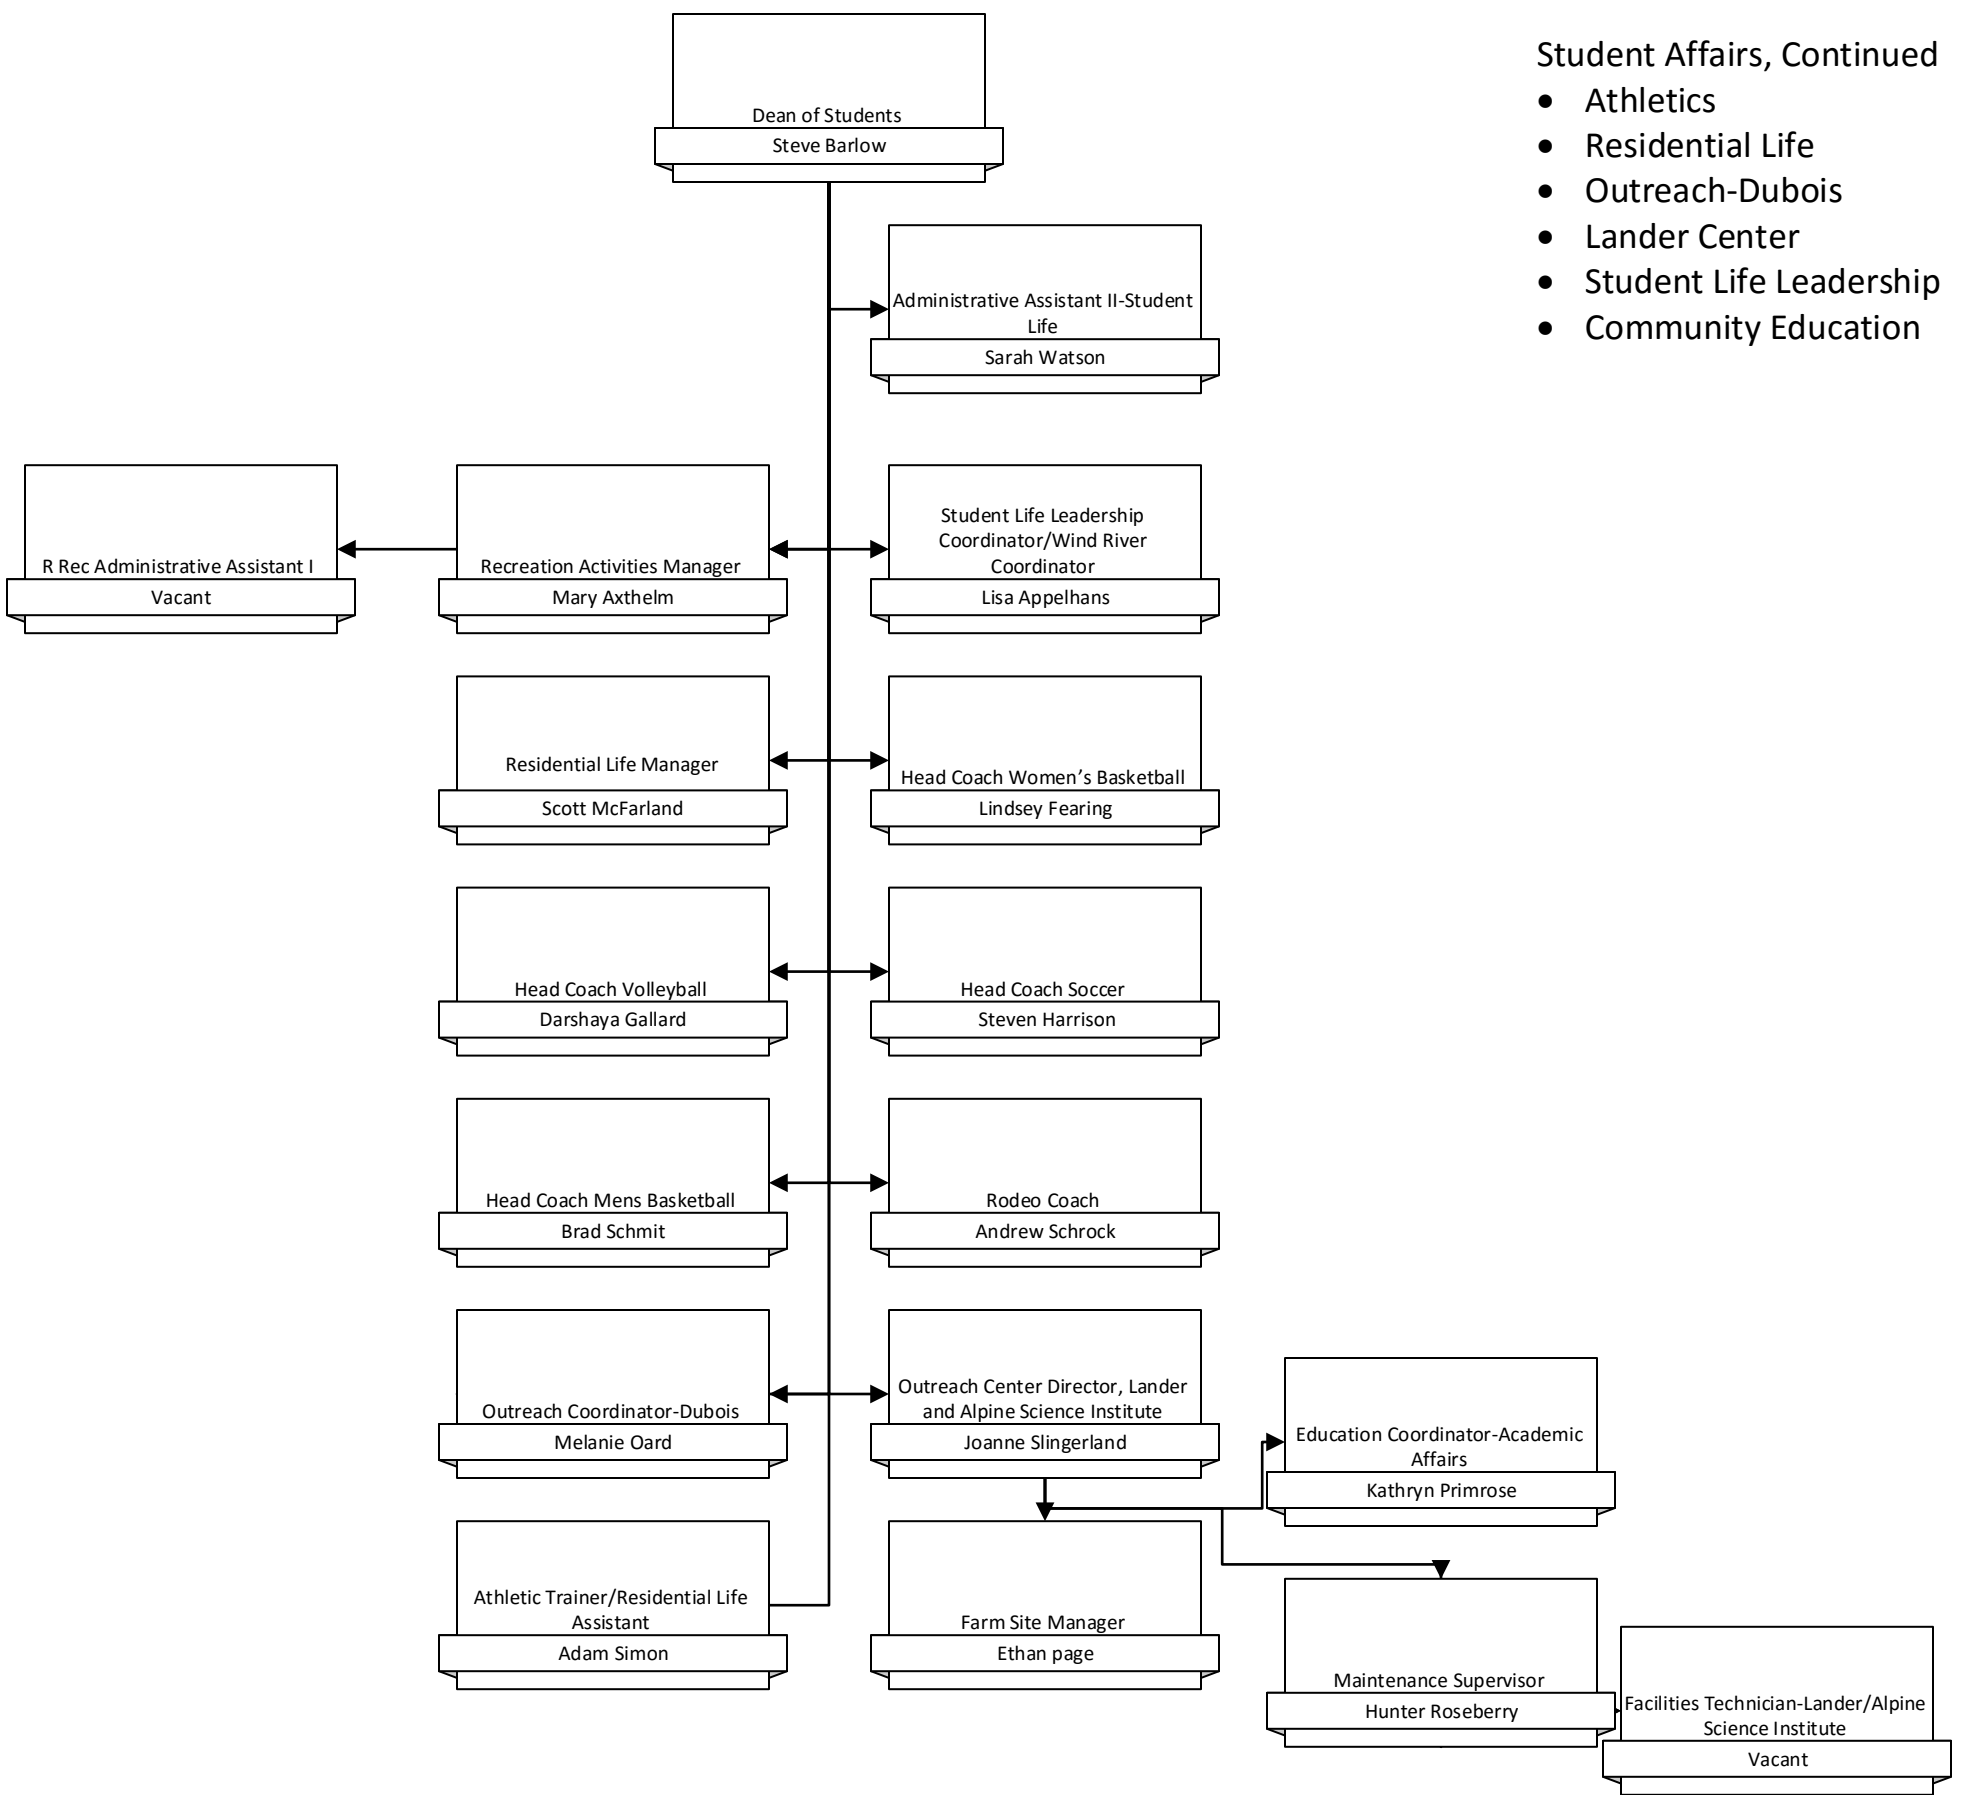 Student Affairs, Continued
• Athletics
• Residential Life
• Outreach-Dubois
• Lander Center
• Student Life Leadership
• Community Education
Dean of Students
Steve Barlow
Administrative Assistant II-Student
Life
Sarah Watson
R Rec Administrative Assistant I
Vacant
Recreation Activities Manager
Mary Axthelm
Student Life Leadership
Coordinator/Wind River
Coordinator
Lisa Appelhans
Residential Life Manager
Scott McFarland
Head Coach Women’s Basketball
Lindsey Fearing
Head Coach Volleyball
Darshaya Gallard
Head Coach Soccer
Steven Harrison
Head Coach Mens Basketball
Brad Schmit
Rodeo Coach
Andrew Schrock
Outreach Coordinator-Dubois
Melanie Oard
Outreach Center Director, Lander
and Alpine Science Institute
Joanne Slingerland
Education Coordinator-Academic
Affairs
Kathryn Primrose
Athletic Trainer/Residential Life
Assistant
Adam Simon
Farm Site Manager
Ethan page
Maintenance Supervisor
Hunter Roseberry
Facilities Technician-Lander/Alpine
Science Institute
Vacant